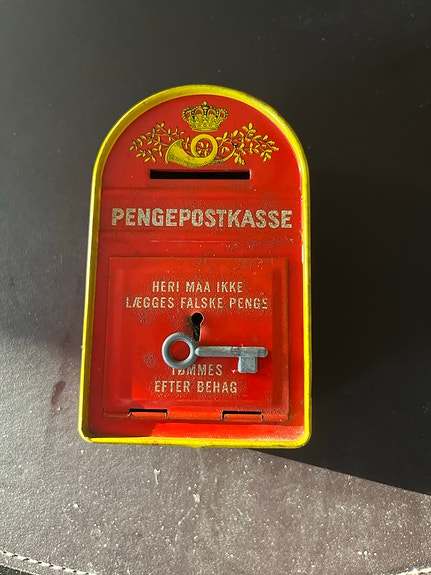 PENGEPOSTKASSE
HERI MAA IKKE
LÆGGES FALSKE PENGE
TØMMES
EFTER BEHAG